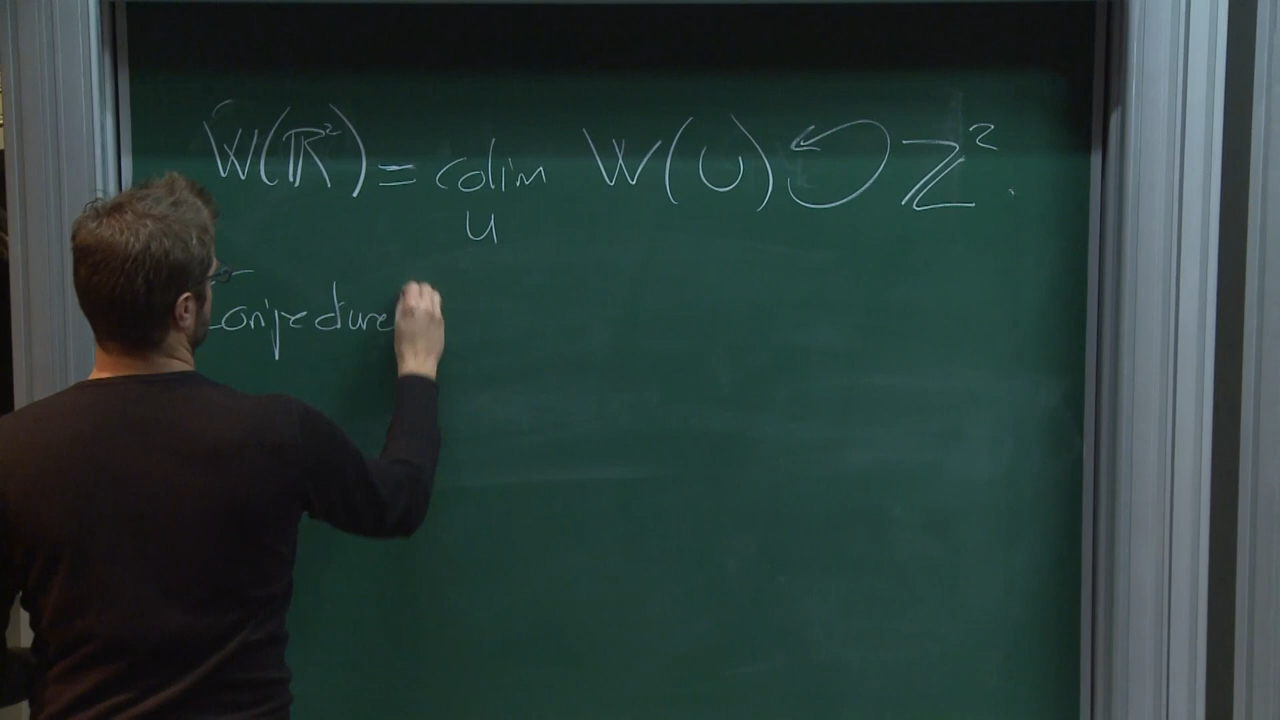 W(ℝ²) = colim W(U) ↺ ℤ².
U
Conjecture